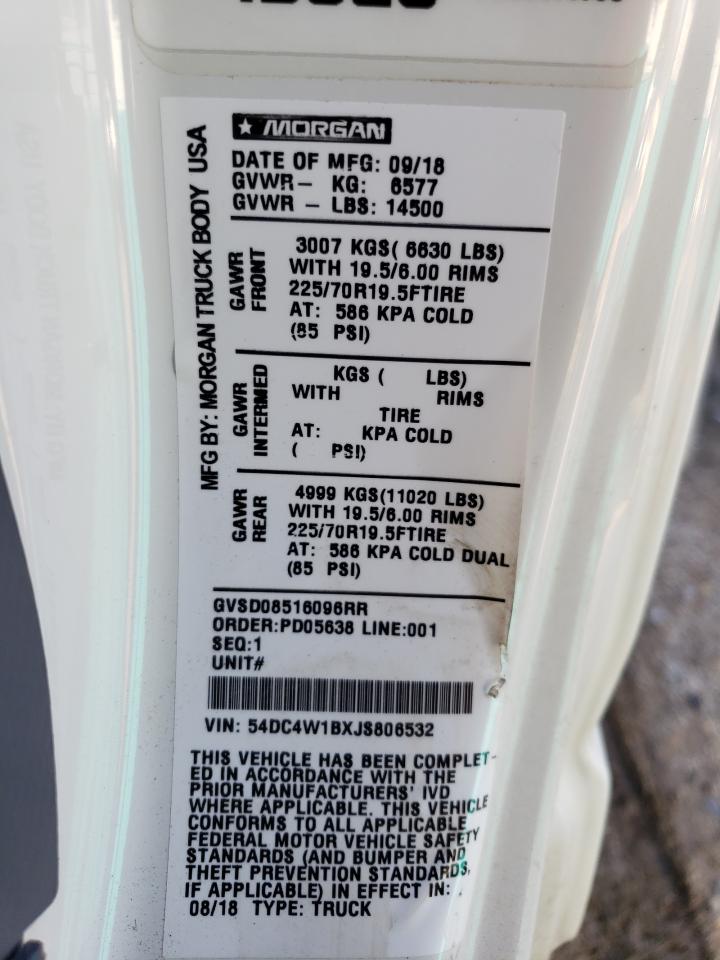 ★ MORGAN
MFG BY: MORGAN TRUCK BODY USA
DATE OF MFG: 09/18
GVWR- KG: 6577
GVWR - LBS: 14500
GAWR FRONT
3007 KGS( 6630 LBS)
WITH 19.5/6.00 RIMS
225/70R19.5FTIRE
AT: 586 KPA COLD
(85 PSI)
GAWR INTERMED
KGS ( LBS)
WITH RIMS
TIRE
AT: KPA COLD
( PSI)
GAWR REAR
4999 KGS(11020 LBS)
WITH 19.5/6.00 RIMS
225/70R19.5FTIRE
AT: 586 KPA COLD DUAL
(85 PSI)
GVSD08516096RR
ORDER:PD05638 LINE:001
SEQ:1
UNIT#
VIN: 54DC4W1BXJS806532
THIS VEHICLE HAS BEEN COMPLET-
ED IN ACCORDANCE WITH THE
PRIOR MANUFACTURERS' IVD
WHERE APPLICABLE. THIS VEHICLE
CONFORMS TO ALL APPLICABLE
FEDERAL MOTOR VEHICLE SAFETY
STANDARDS (AND BUMPER AND
THEFT PREVENTION STANDARDS,
IF APPLICABLE) IN EFFECT IN:
08/18 TYPE: TRUCK